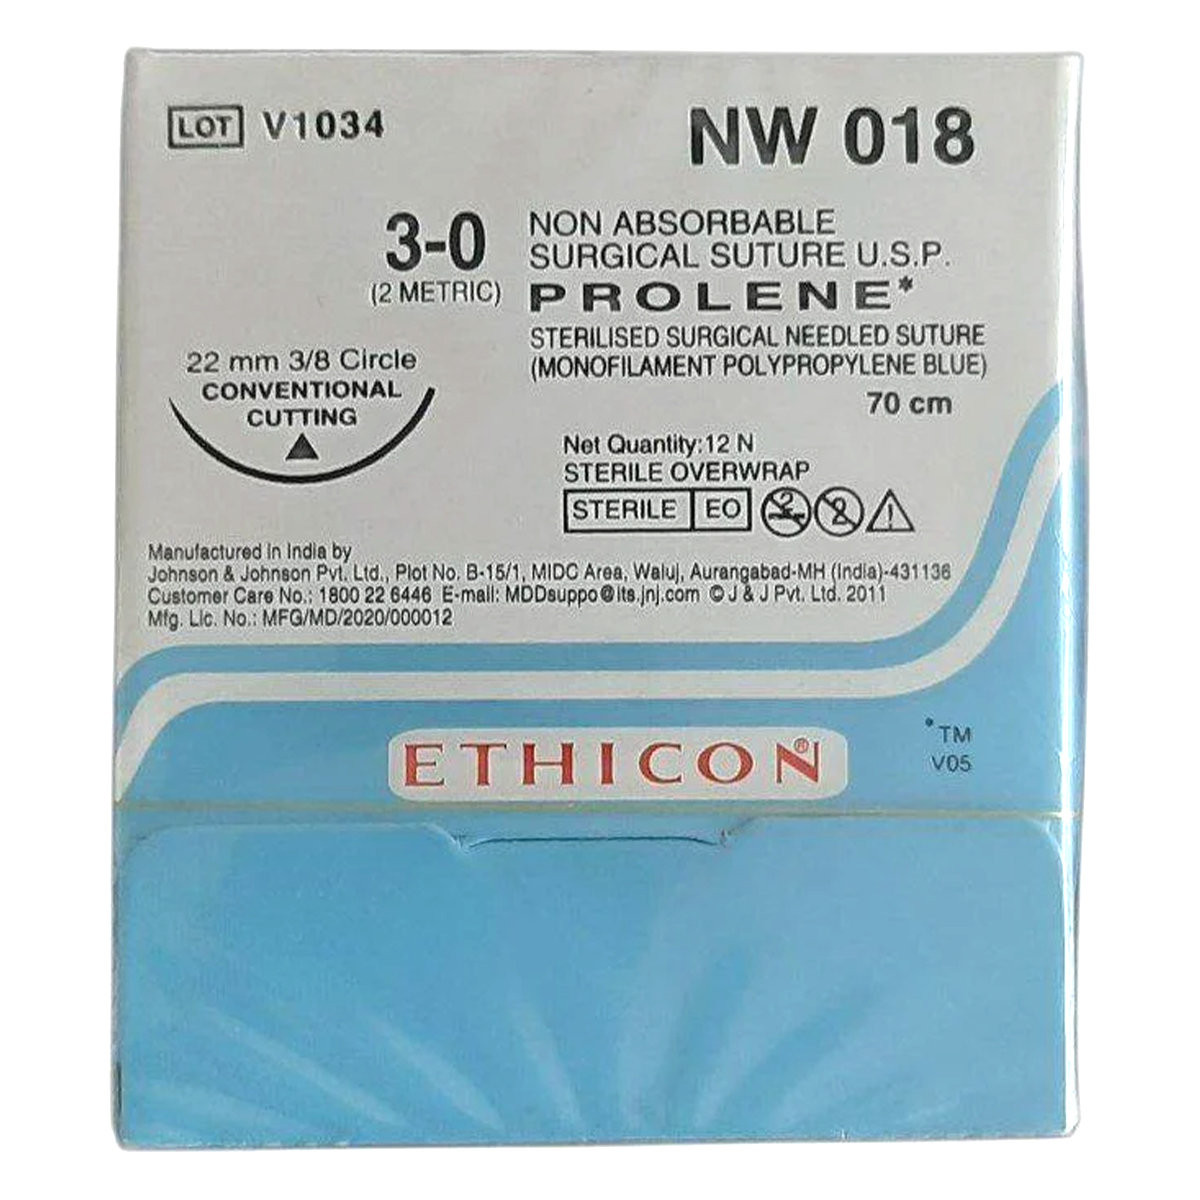 LOT V1034
NW 018
3-0
(2 METRIC)
NON ABSORBABLE
SURGICAL SUTURE U.S.P.
PROLENE*
STERILISED SURGICAL NEEDLED SUTURE
(MONOFILAMENT POLYPROPYLENE BLUE)
70 cm
22 mm 3/8 Circle
CONVENTIONAL
CUTTING
Net Quantity:12 N
STERILE OVERWRAP
STERILE EO 2 2
Manufactured in India by
Johnson & Johnson Pvt. Ltd., Plot No. B-15/1, MIDC Area, Waluj, Aurangabad-MH (India)-431136
Customer Care No.: 1800 22 6446 E-mail: MDDsuppo@its.jnj.com © J & J Pvt. Ltd. 2011
Mfg. Lic. No.: MFG/MD/2020/000012
ETHICON®
*TM
V05